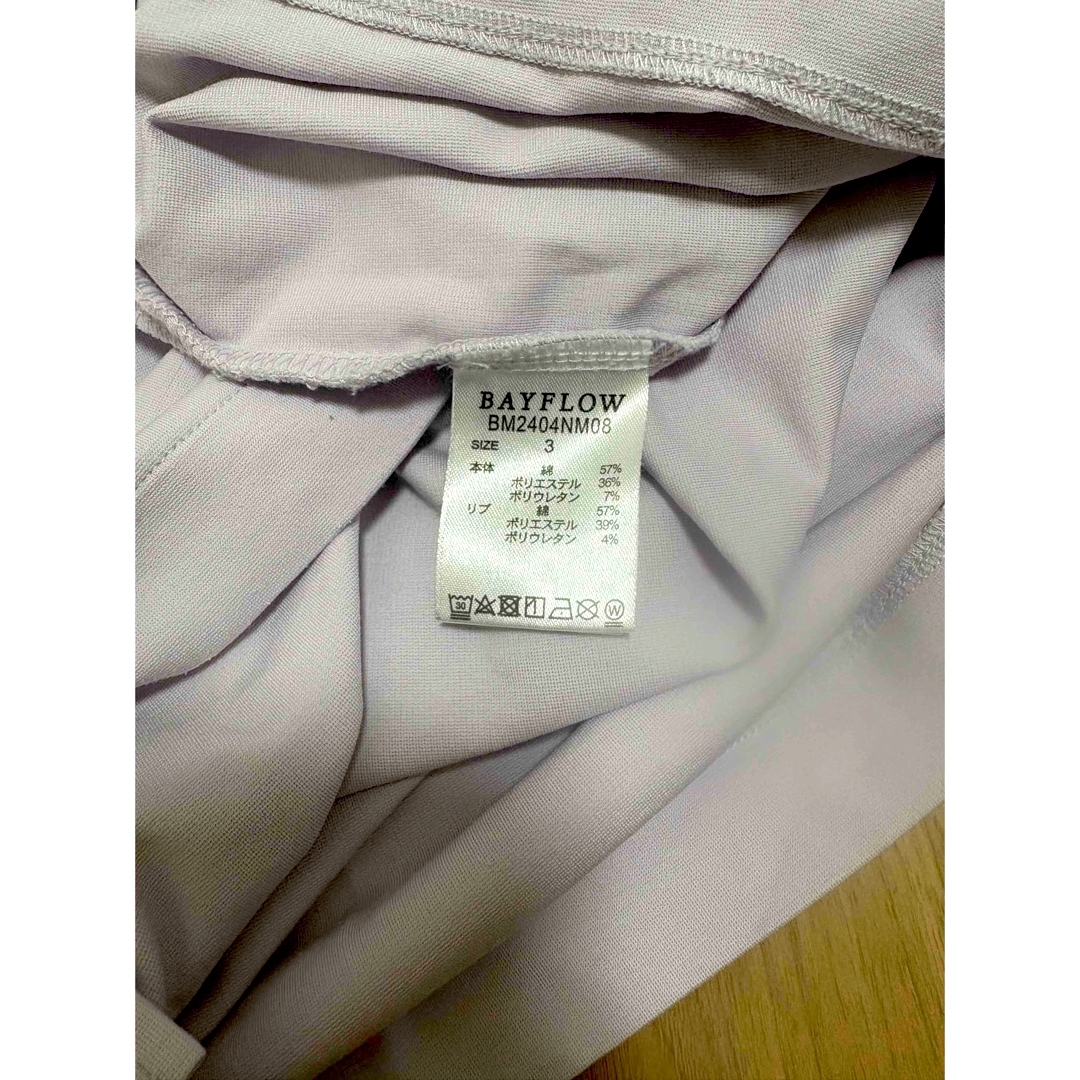 BAYFLOW
BM2404NM08
SIZE 3
本体 綿 57%
ポリエステル 36%
ポリウレタン 7%
リブ 綿 57%
ポリエステル 39%
ポリウレタン 4%
30 W